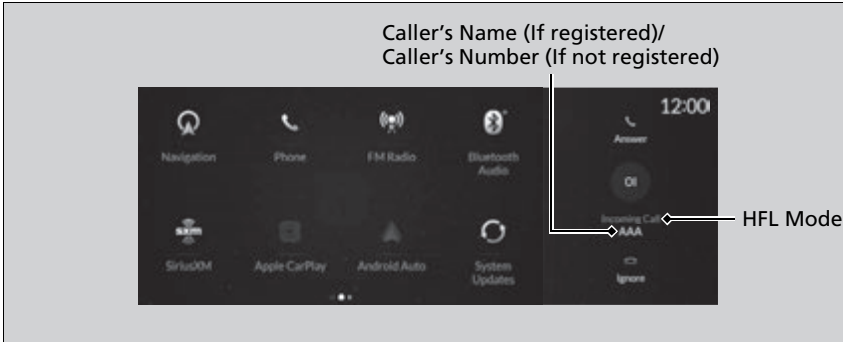 Caller's Name (If registered)/
Caller's Number (If not registered)
12:00
Navigation
Phone
FM Radio
Bluetooth
Audio
Answer
Incoming Call
AAA
HFL Mode
sxm
SiriusXM
Apple CarPlay
Android Auto
System
Updates
Ignore